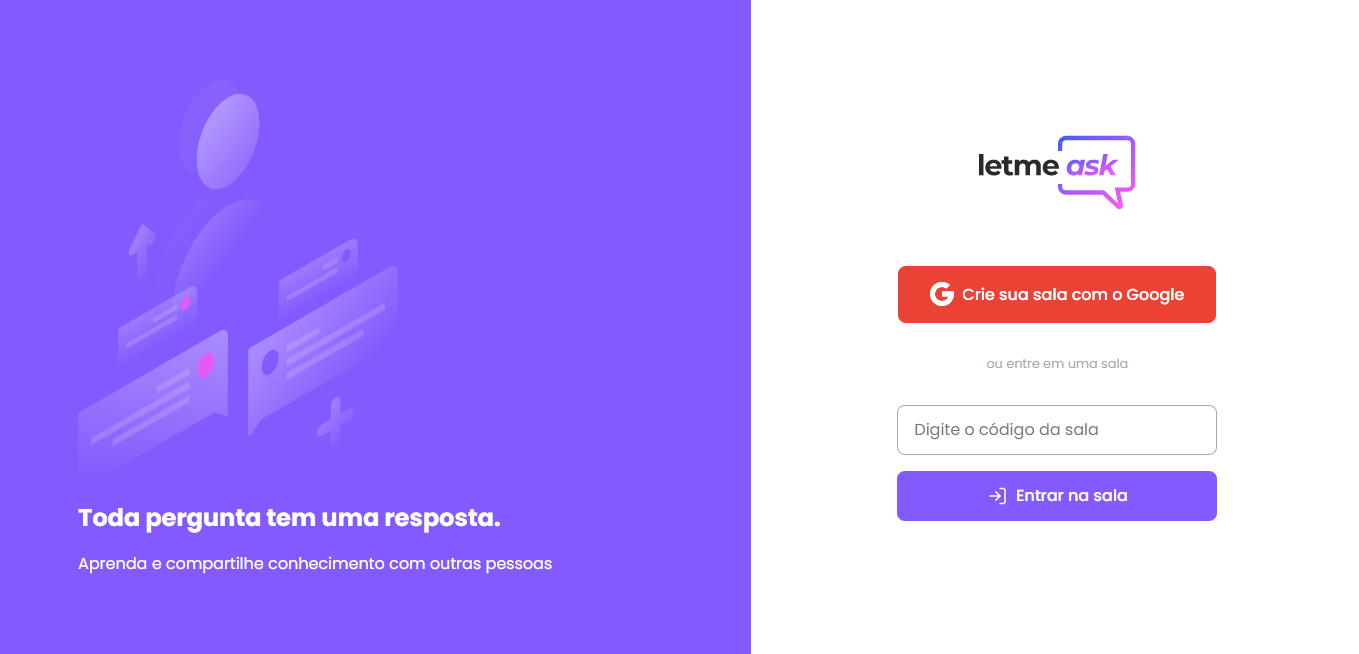 Toda pergunta tem uma resposta.
Aprenda e compartilhe conhecimento com outras pessoas
letme ask
G Crie sua sala com o Google
ou entre em uma sala
Digite o código da sala
Entrar na sala